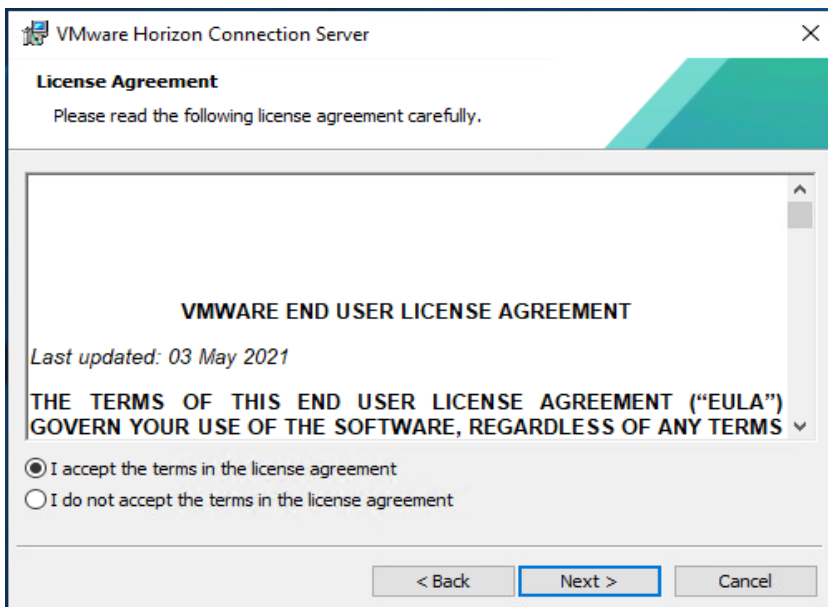 VMware Horizon Connection Server
License Agreement
Please read the following license agreement carefully.
VMWARE END USER LICENSE AGREEMENT
Last updated: 03 May 2021
THE TERMS OF THIS END USER LICENSE AGREEMENT (“EULA”)
GOVERN YOUR USE OF THE SOFTWARE, REGARDLESS OF ANY TERMS
I accept the terms in the license agreement
I do not accept the terms in the license agreement
< Back Next > Cancel